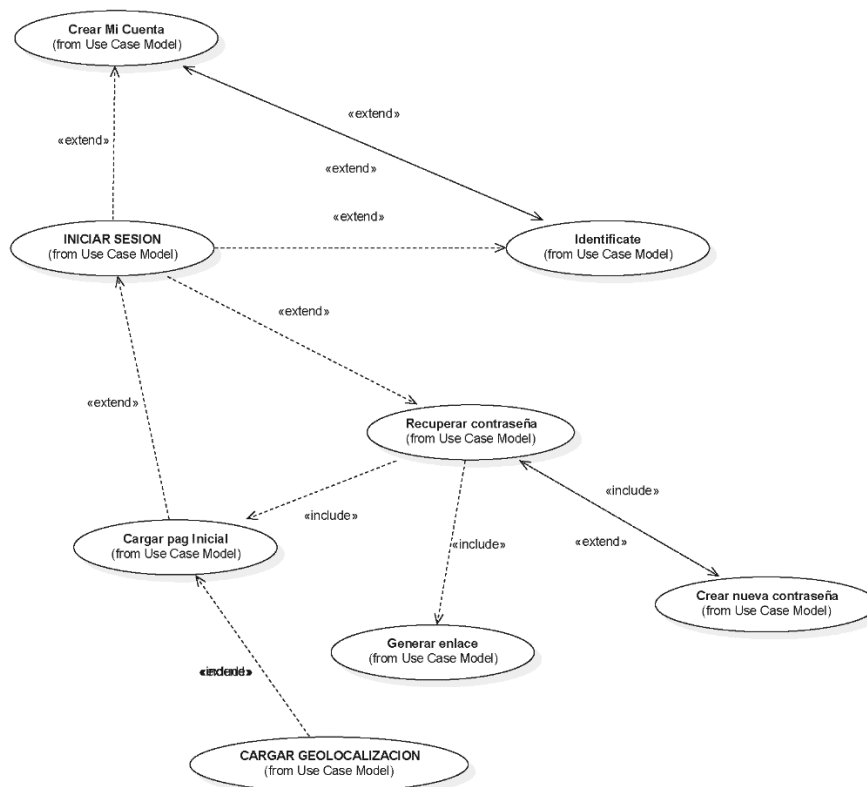 Crear Mi Cuenta
(from Use Case Model)
«extend»
«extend»
«extend»
«extend»
INICIAR SESION
(from Use Case Model)
Identificate
(from Use Case Model)
«extend»
«extend»
Recuperar contraseña
(from Use Case Model)
«include»
«include»
«include»
«extend»
Cargar pag Inicial
(from Use Case Model)
Crear nueva contraseña
(from Use Case Model)
Generar enlace
(from Use Case Model)
CARGAR GEOLOCALIZACION
(from Use Case Model)